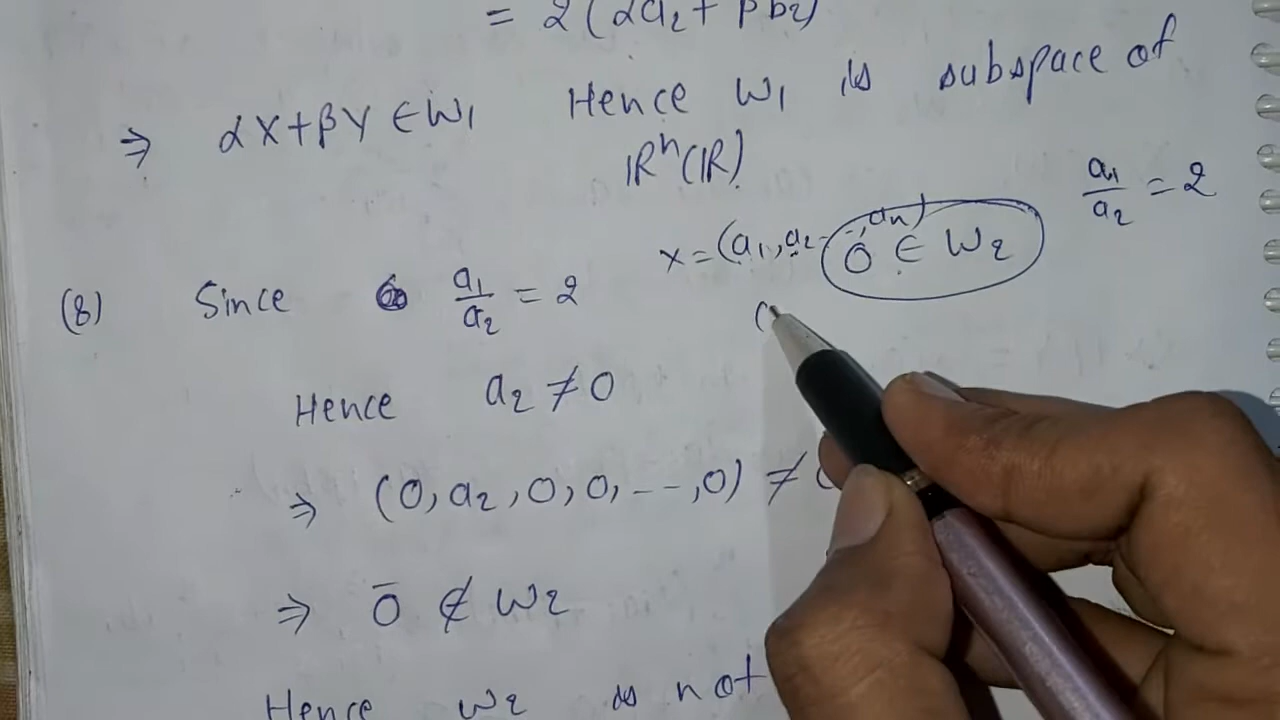 = 2(αa₂ + βb₂)
⇒ αX+βY ∈ W₁ Hence W₁ is subspace of
ℝⁿ(ℝ)
a₁/a₂ = 2
x = (a₁, a₂ - -, aₙ)
0 ∈ W₂
(8) Since a₁/a₂ = 2
(
Hence a₂ ≠ 0
⇒ (0, a₂, 0, 0, - - -, 0) ≠ (
⇒ 0̄ ∉ W₂
Hence W₂ is not